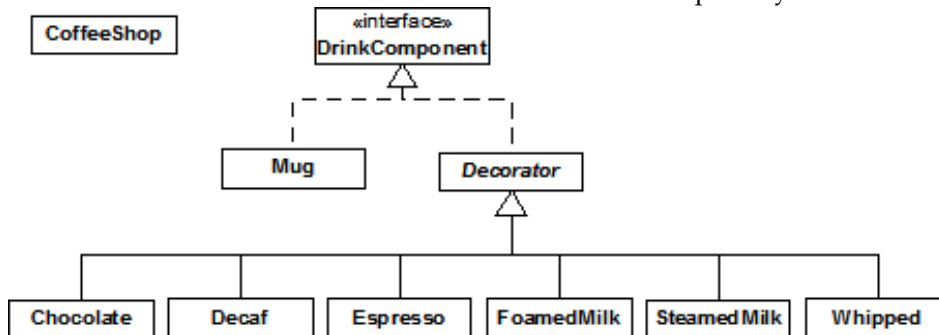 «interface»
CoffeeShop
DrinkComponent
Mug
Decorator
Chocolate
Decaf
Espresso
FoamedMilk
SteamedMilk
Whipped